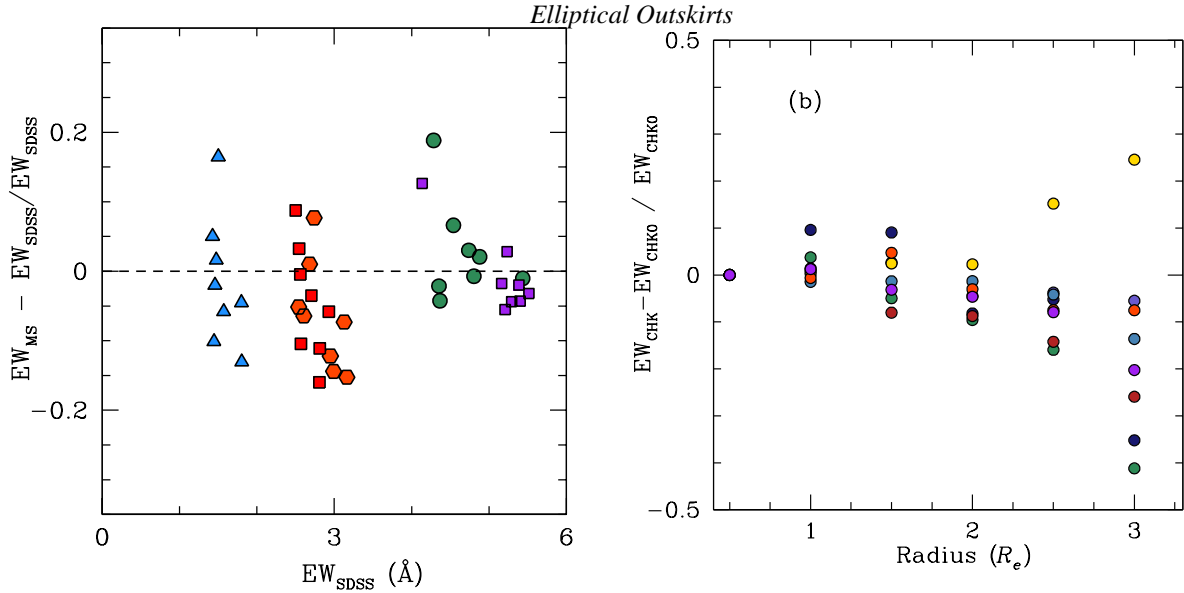 Elliptical Outskirts
EW_MS − EW_SDSS/EW_SDSS
0.2
0
−0.2
0 3 6
EW_SDSS (Å)
EW_CHK−EW_CHK0 / EW_CHK0
0.5
0
−0.5
(b)
1 2 3
Radius (R_e)